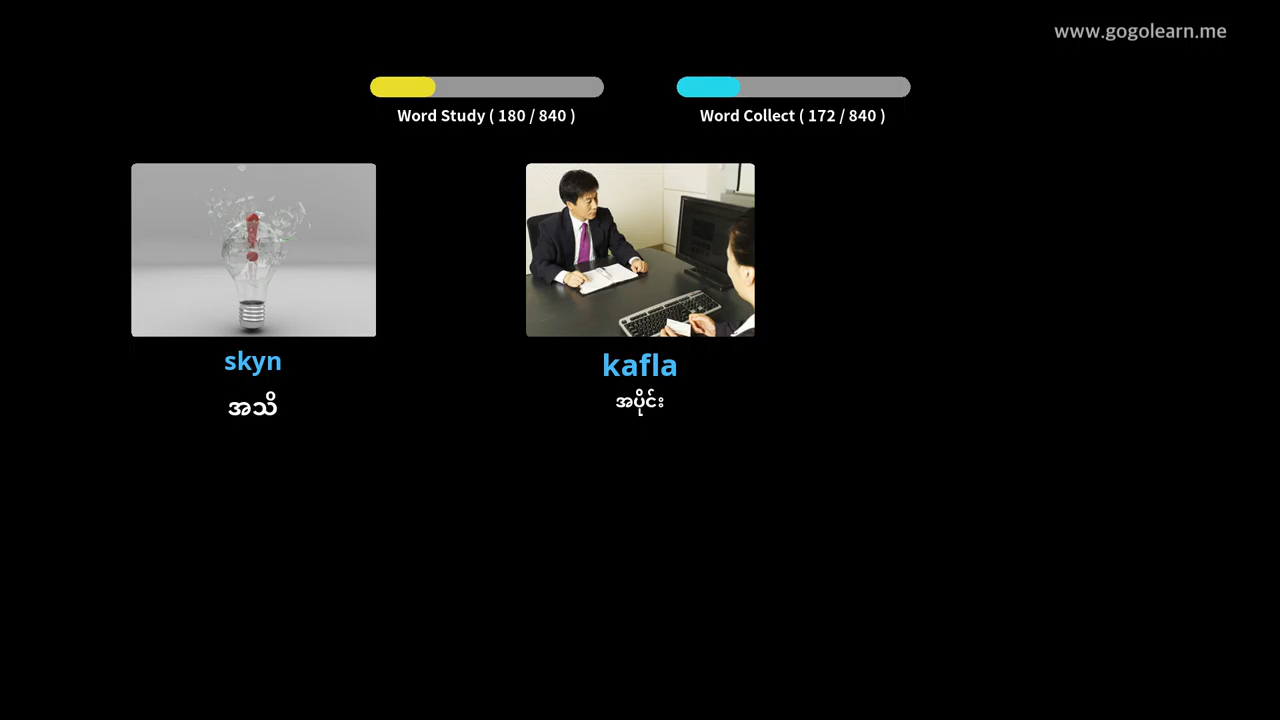 www.gogolearn.me
Word Study ( 180 / 840 )
Word Collect ( 172 / 840 )
skyn
အသိ
kafla
အပိုင်း